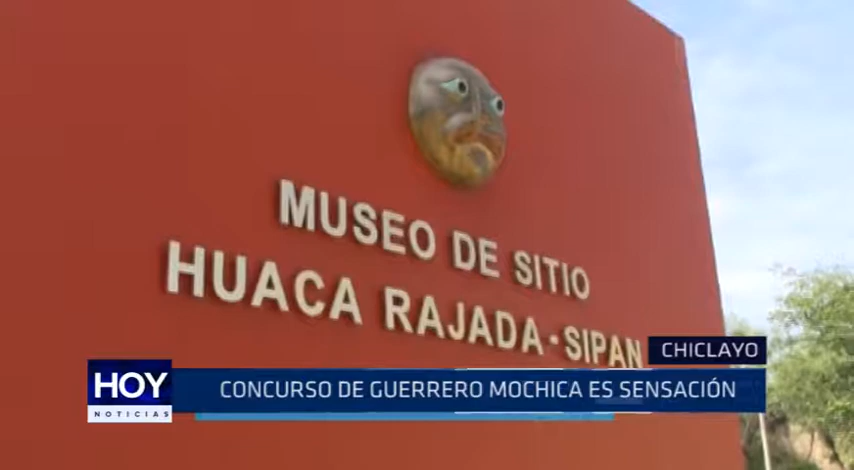 MUSEO DE SITIO
HUACA RAJADA-SIPAN
CHICLAYO
HOY
NOTICIAS
CONCURSO DE GUERRERO MOCHICA ES SENSACIÓN